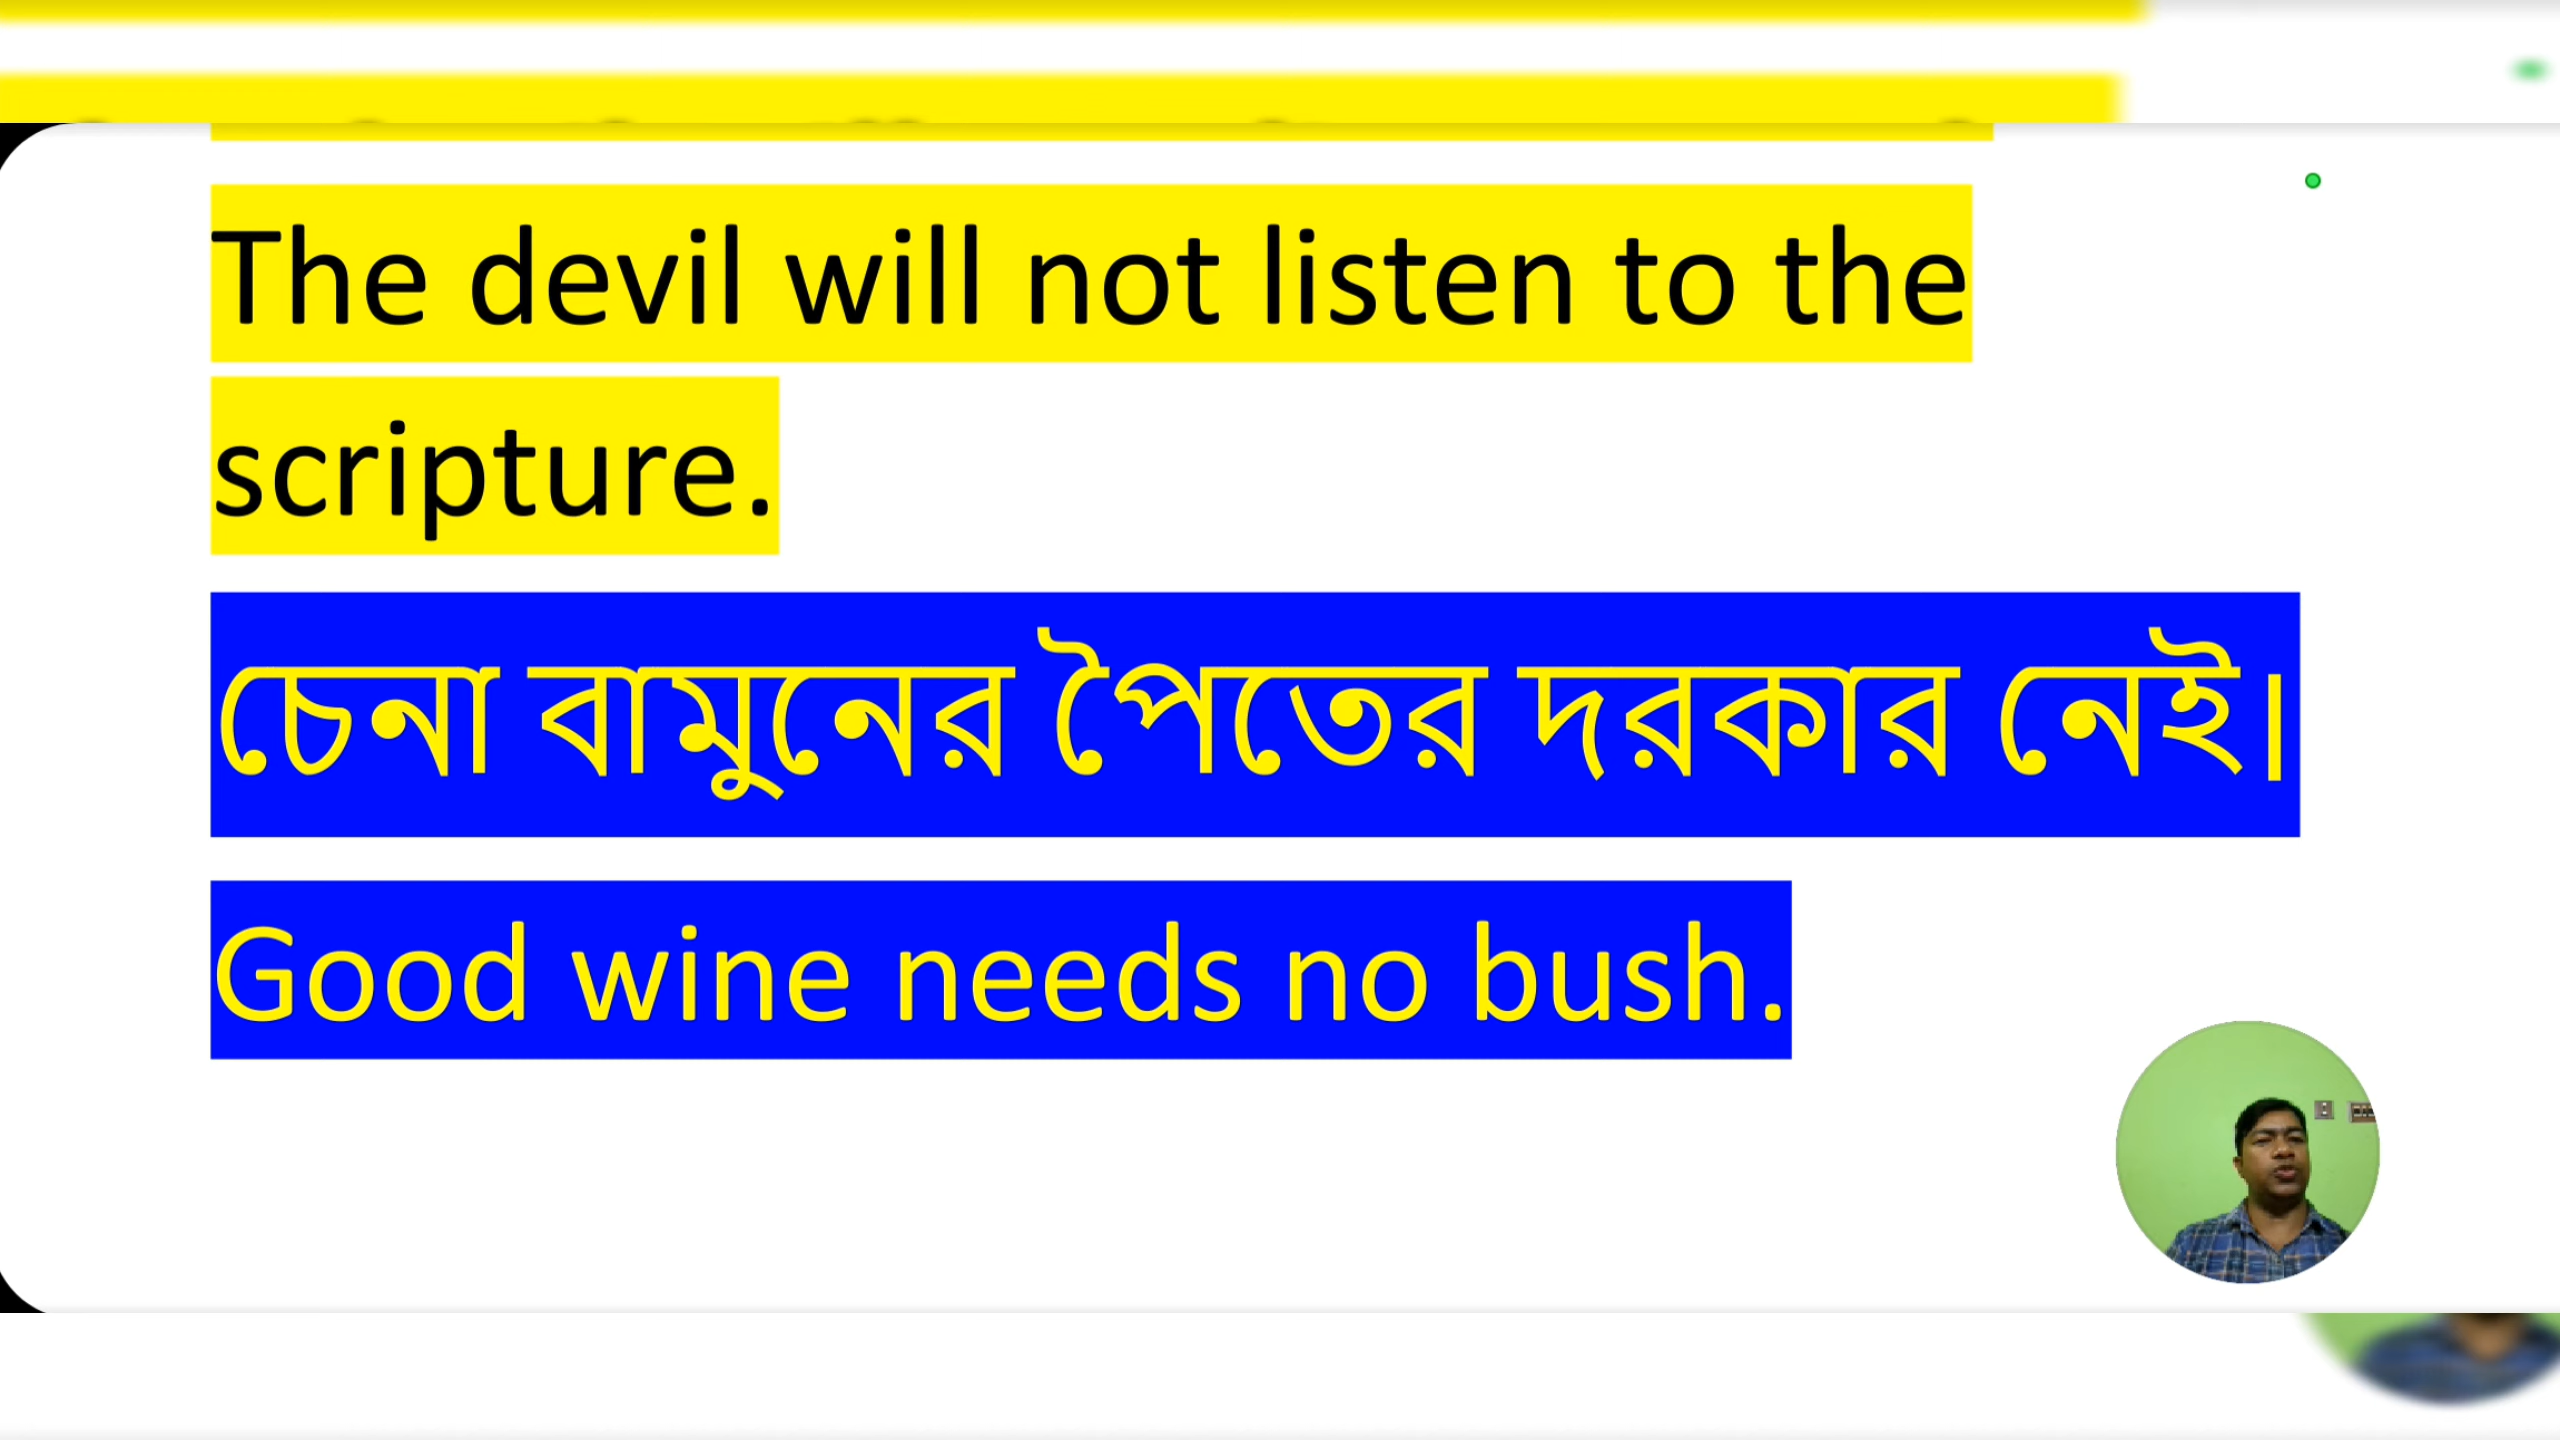 The devil will not listen to the
scripture.
চেনা বামুনের পৈতের দরকার নেই।
Good wine needs no bush.